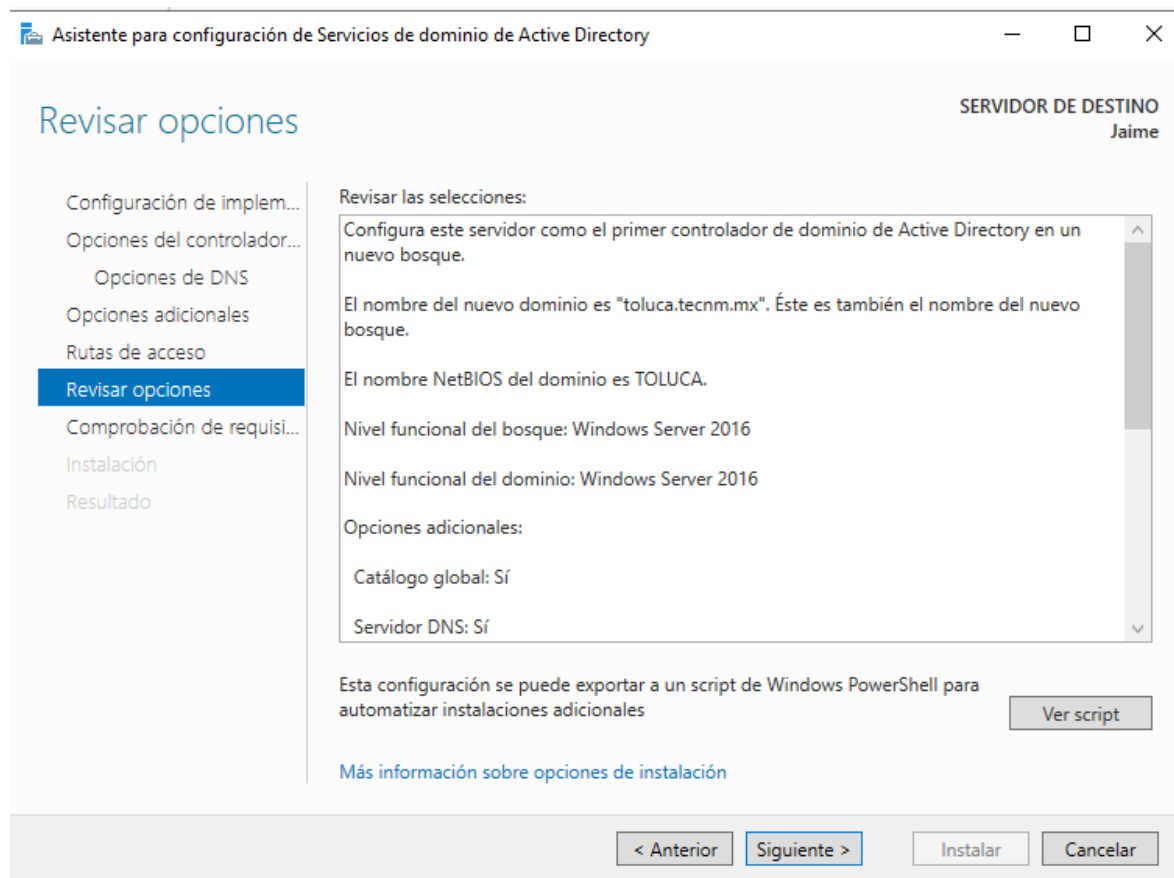 Asistente para configuración de Servicios de dominio de Active Directory
Revisar opciones
SERVIDOR DE DESTINO
Jaime
Configuración de implem...
Opciones del controlador...
Opciones de DNS
Opciones adicionales
Rutas de acceso
Revisar opciones
Comprobación de requisi...
Instalación
Resultado
Revisar las selecciones:
Configura este servidor como el primer controlador de dominio de Active Directory en un
nuevo bosque.
El nombre del nuevo dominio es "toluca.tecnm.mx". Éste es también el nombre del nuevo
bosque.
El nombre NetBIOS del dominio es TOLUCA.
Nivel funcional del bosque: Windows Server 2016
Nivel funcional del dominio: Windows Server 2016
Opciones adicionales:
Catálogo global: Sí
Servidor DNS: Sí
Esta configuración se puede exportar a un script de Windows PowerShell para
automatizar instalaciones adicionales
Ver script
Más información sobre opciones de instalación
< Anterior
Siguiente >
Instalar
Cancelar